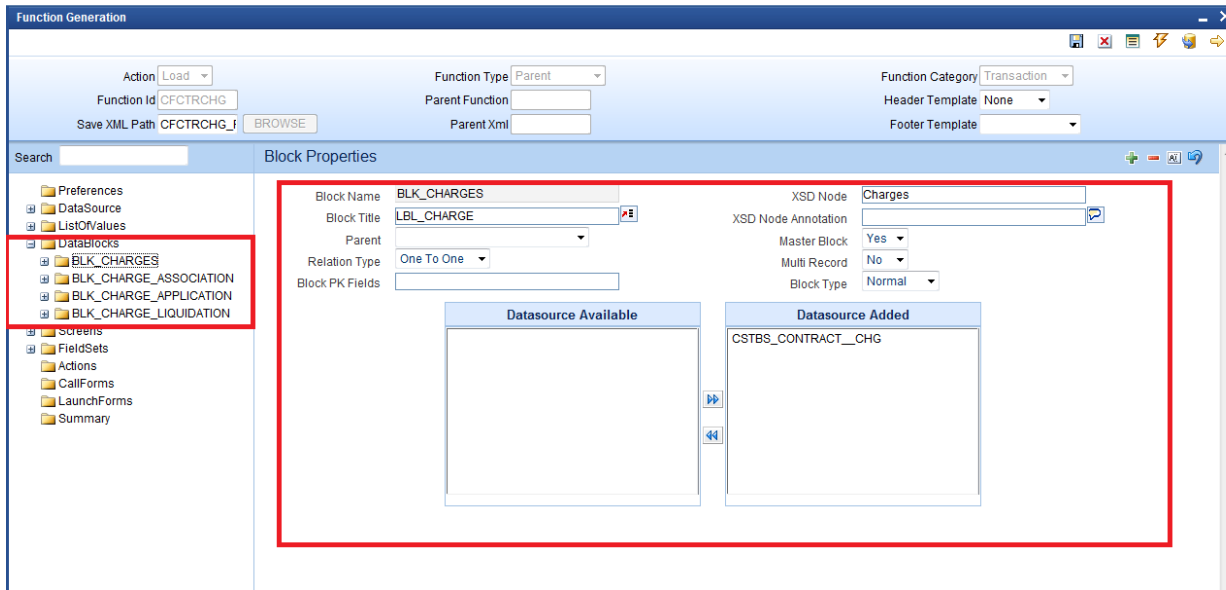 Function Generation
Action Load Function Type Parent Function Category Transaction
Function Id CFCTRCHG Parent Function Header Template None
Save XML Path CFCTRCHG_ BROWSE Parent Xml Footer Template
Search Block Properties
Preferences
DataSource
ListOfValues
DataBlocks
BLK_CHARGES
BLK_CHARGE_ASSOCIATION
BLK_CHARGE_APPLICATION
BLK_CHARGE_LIQUIDATION
Screens
FieldSets
Actions
CallForms
LaunchForms
Summary
Block Name BLK_CHARGES XSD Node Charges
Block Title LBL_CHARGE XSD Node Annotation
Parent Master Block Yes
Relation Type One To One Multi Record No
Block PK Fields Block Type Normal
Datasource Available Datasource Added
CSTBS_CONTRACT__CHG